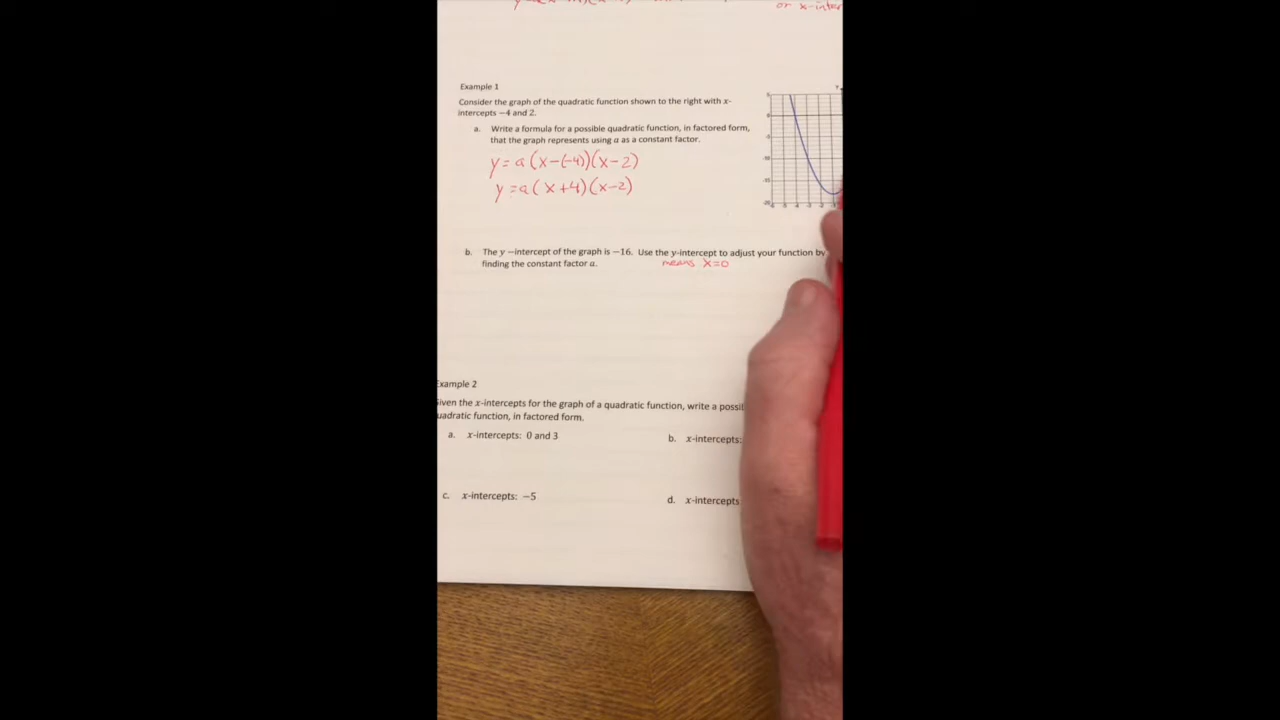 or x-inter
Example 1
Consider the graph of the quadratic function shown to the right with x-
intercepts −4 and 2.
a. Write a formula for a possible quadratic function, in factored form,
that the graph represents using a as a constant factor.
y = a(x-(-4))(x-2)
y = a(x+4)(x-2)
b. The y −intercept of the graph is −16. Use the y-intercept to adjust your function by
finding the constant factor a.
means x=0
Example 2
Given the x-intercepts for the graph of a quadratic function, write a possi
quadratic function, in factored form.
a. x-intercepts: 0 and 3
b. x-intercepts:
c. x-intercepts: −5
d. x-intercepts